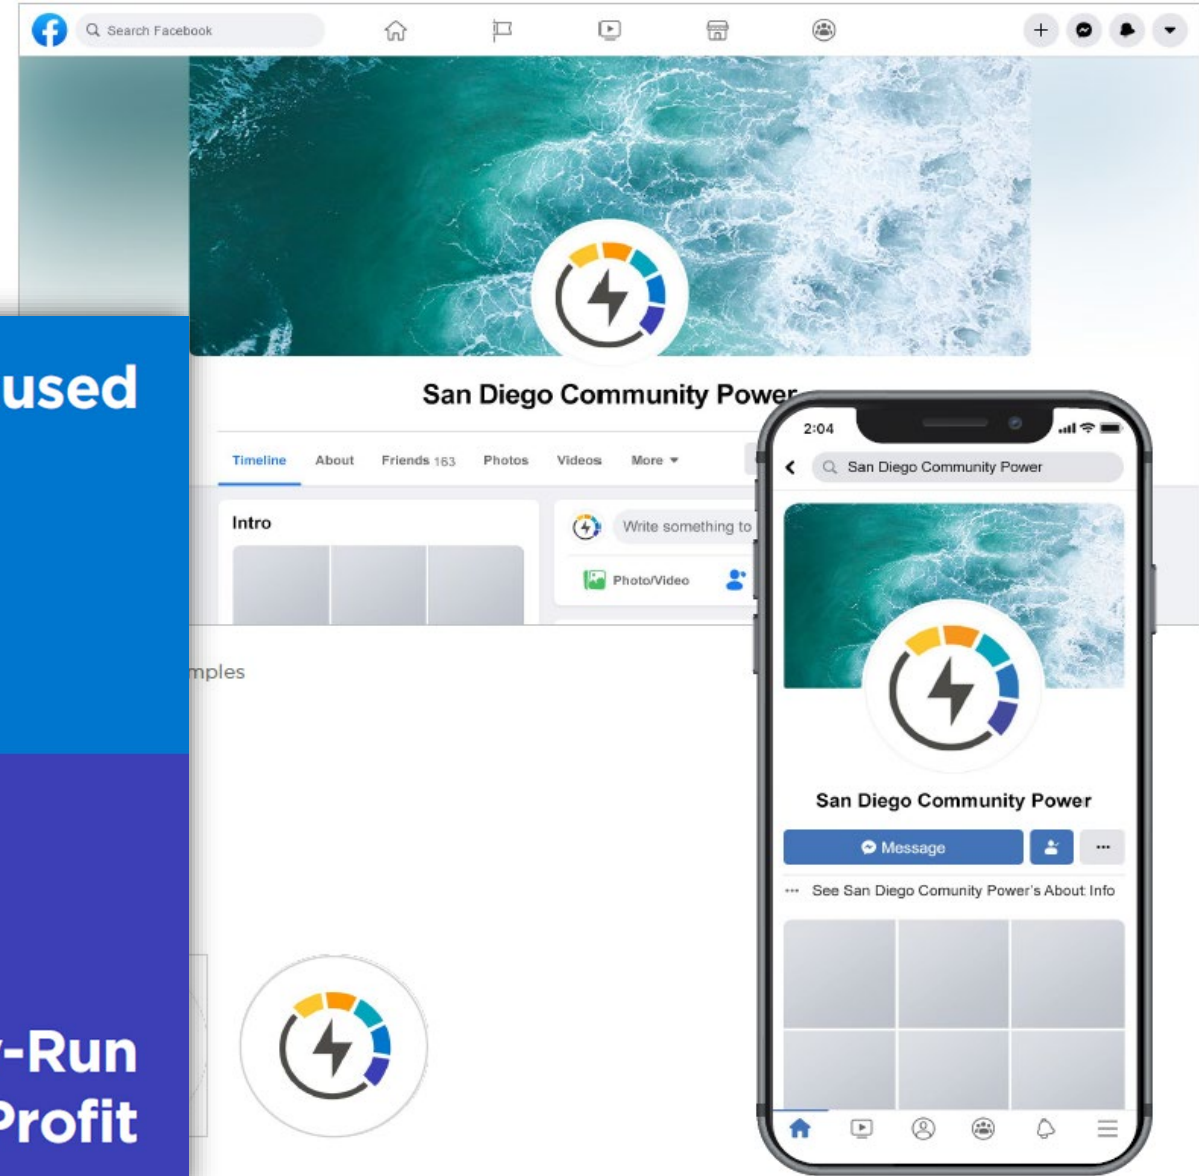 Search Facebook
San Diego Community Power
Timeline About Friends 163 Photos Videos More
Intro
Write something to
Photo/Video
used
mples
-Run
Profit
2:04
San Diego Community Power
San Diego Community Power
Message
See San Diego Comunity Power's About Info